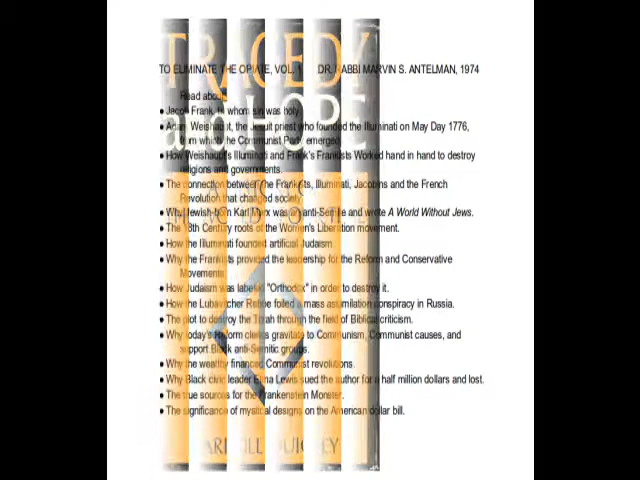 TRAGEDY
TO ELIMINATE THE OPIATE, VOL. 1 DR. RABBI MARVIN S. ANTELMAN, 1974
and HOPE
Read about
● Jacob Frank, to whom sin was holy.
● Adam Weishaupt, the Jesuit priest who founded the Illuminati on May Day 1776,
from which the Communist Party emerged.
● How Weishaupt's Illuminati and Frank's Frankists Worked hand in hand to destroy
religions and governments.
● The connection between the Frankists, Illuminati, Jacobins and the French
Revolution that changed society.
● Why Jewish-born Karl Marx was an anti-Semite and wrote A World Without Jews.
● The 18th Century roots of the Women's Liberation movement.
● How the Illuminati founded artificial Judaism.
● Why the Frankists provided the leadership for the Reform and Conservative
Movements.
● How Judaism was labeled "Orthodox" in order to destroy it.
● How the Lubavitcher Rebbe foiled a mass assimilation conspiracy in Russia.
● The plot to destroy the Torah through the field of Biblical criticism.
● Why today's Reform clerics gravitate to Communism, Communist causes, and
support Black anti-Semitic groups.
● Why the wealthy financed Communist revolutions.
● Why Black civic leader Elma Lewis sued the author for a half million dollars and lost.
● The true sources for the Frankenstein Monster.
● The significance of mystical designs on the American dollar bill.